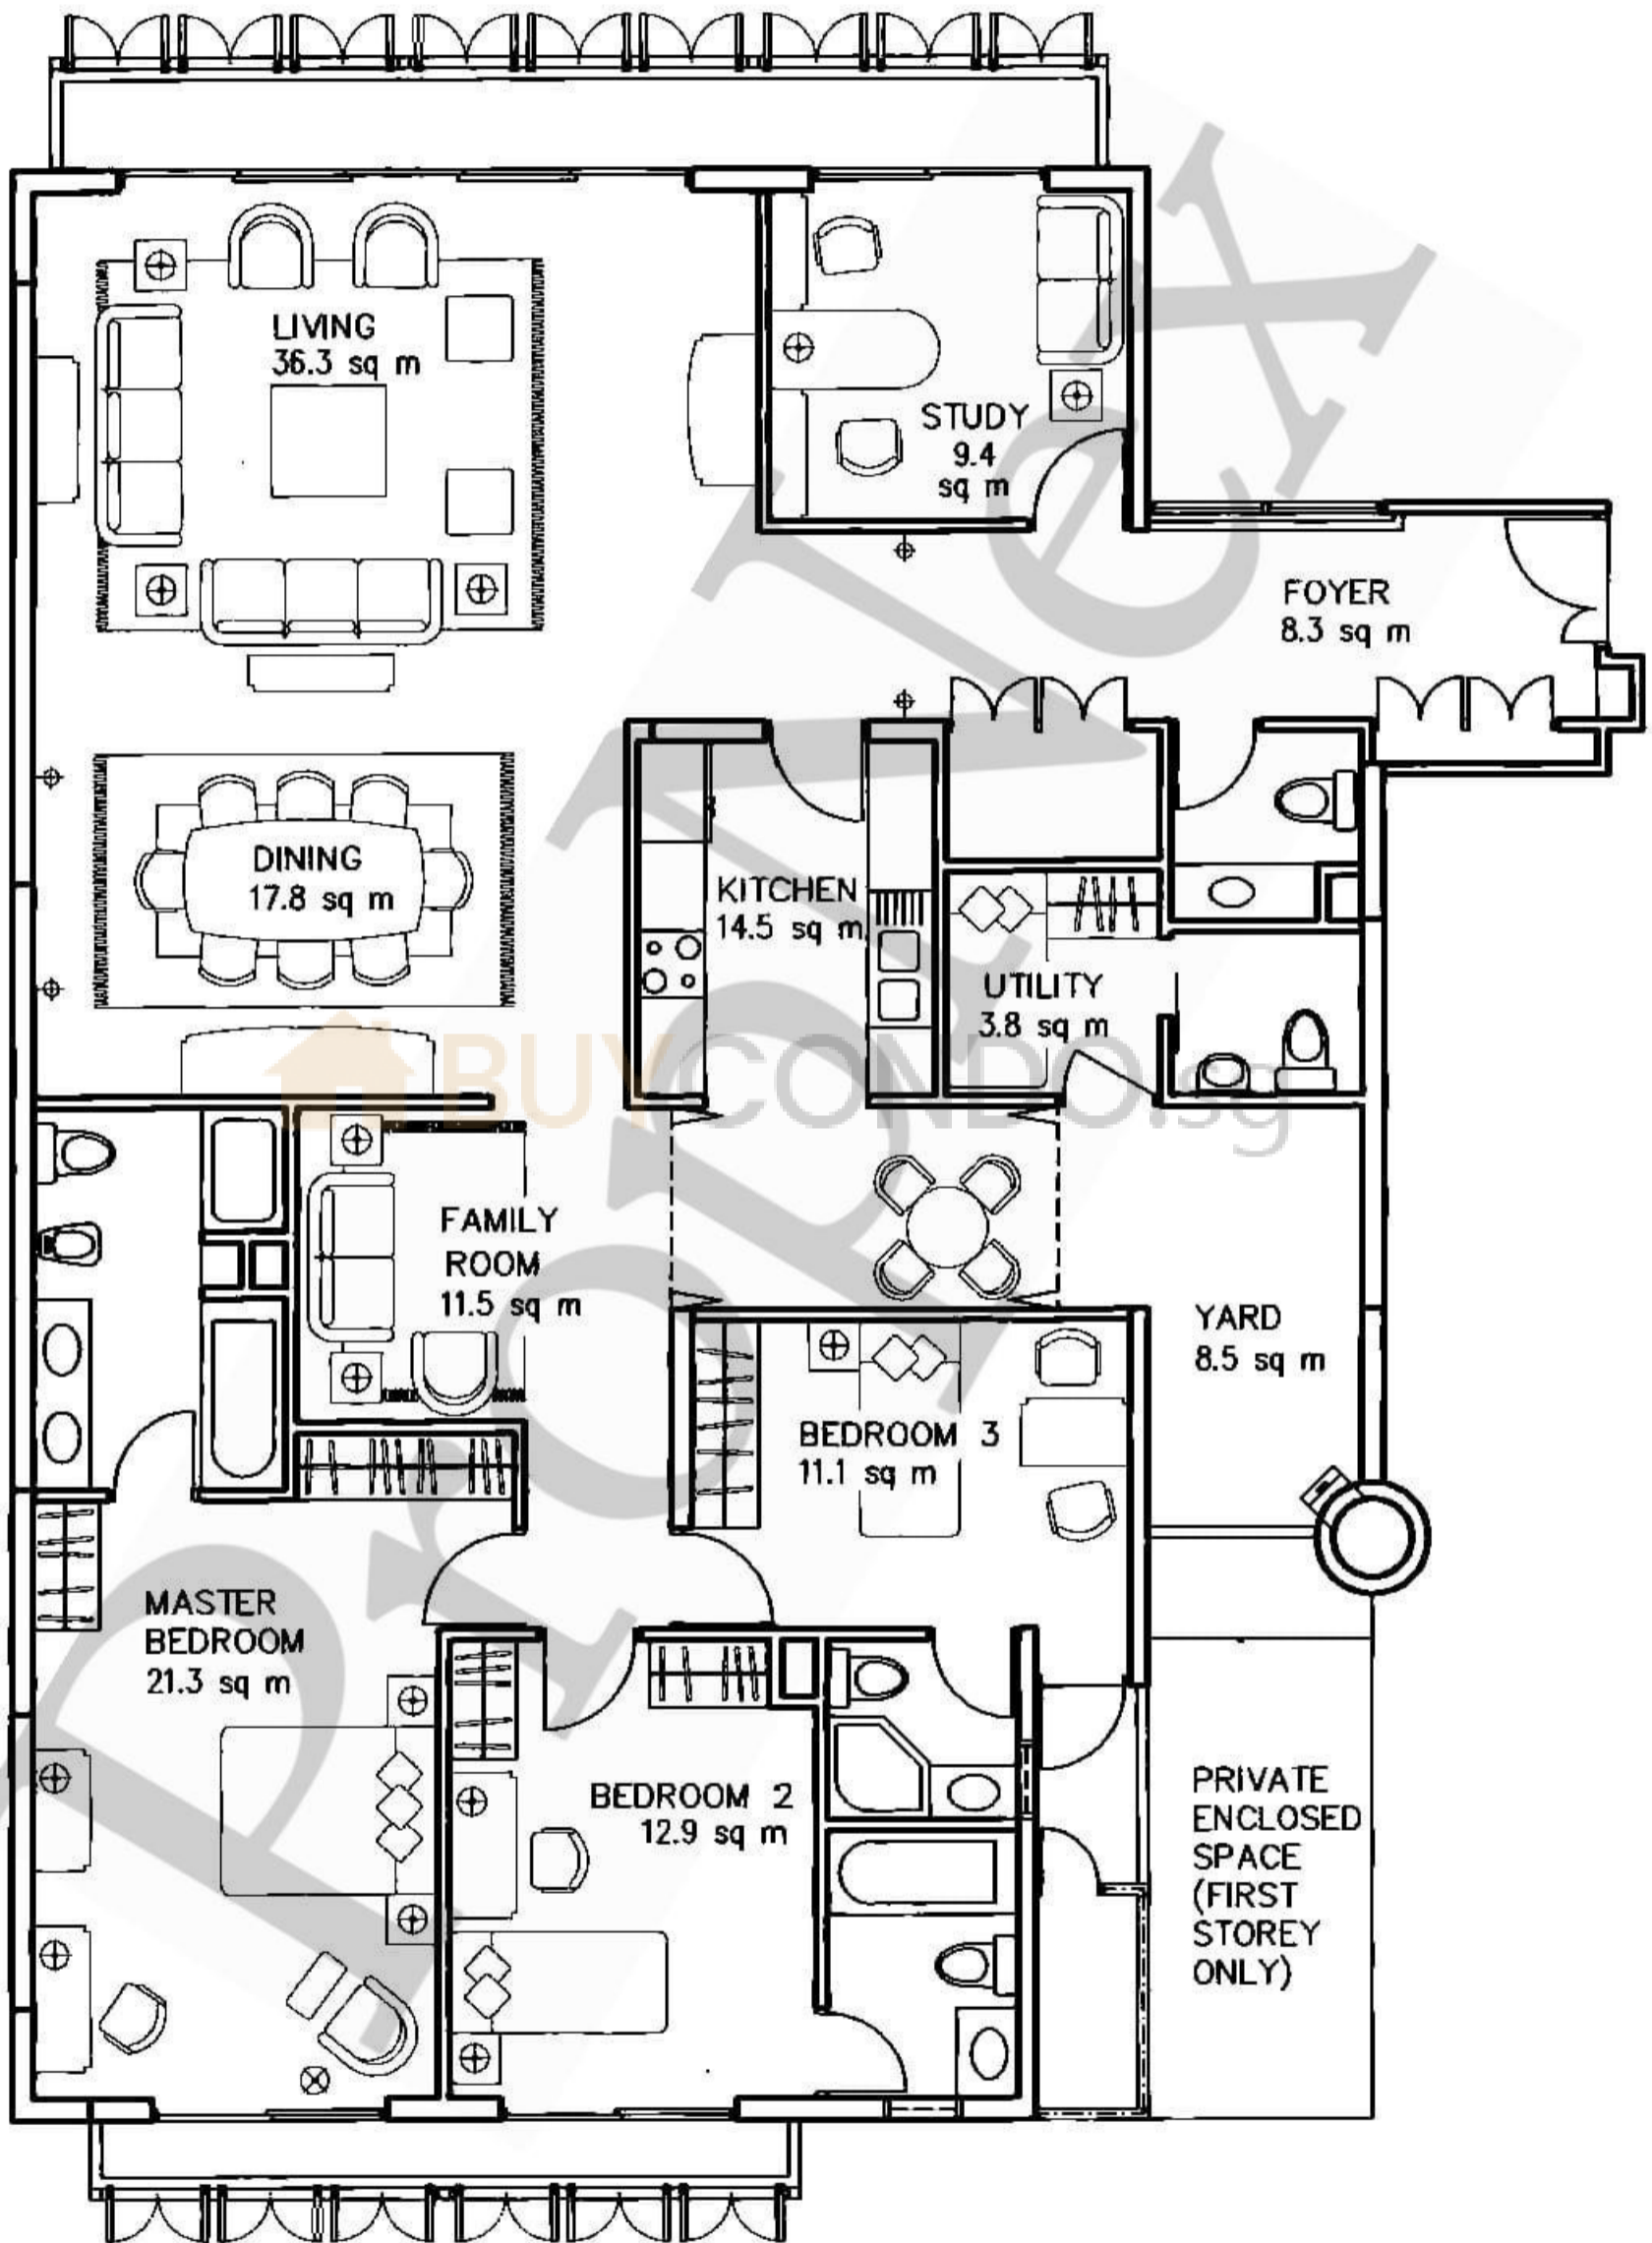 LIVING
36.3 sq m
STUDY
9.4
sq m
FOYER
8.3 sq m
DINING
17.8 sq m
KITCHEN
14.5 sq m
UTILITY
3.8 sq m
BUYCONDO.sg
FAMILY
ROOM
11.5 sq m
YARD
8.5 sq m
BEDROOM 3
11.1 sq m
MASTER
BEDROOM
21.3 sq m
BEDROOM 2
12.9 sq m
PRIVATE
ENCLOSED
SPACE
(FIRST
STOREY
ONLY)
PropNex